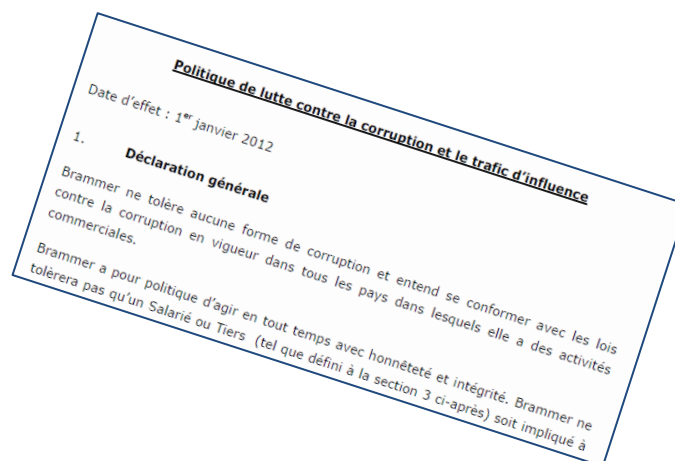 Politique de lutte contre la corruption et le trafic d'influence
Date d'effet : 1er janvier 2012
1. Déclaration générale
Brammer ne tolère aucune forme de corruption et entend se conformer avec les lois
contre la corruption en vigueur dans tous les pays dans lesquels elle a des activités
commerciales.
Brammer a pour politique d'agir en tout temps avec honnêteté et intégrité. Brammer ne
tolèrera pas qu'un Salarié ou Tiers (tel que défini à la section 3 ci-après) soit impliqué à